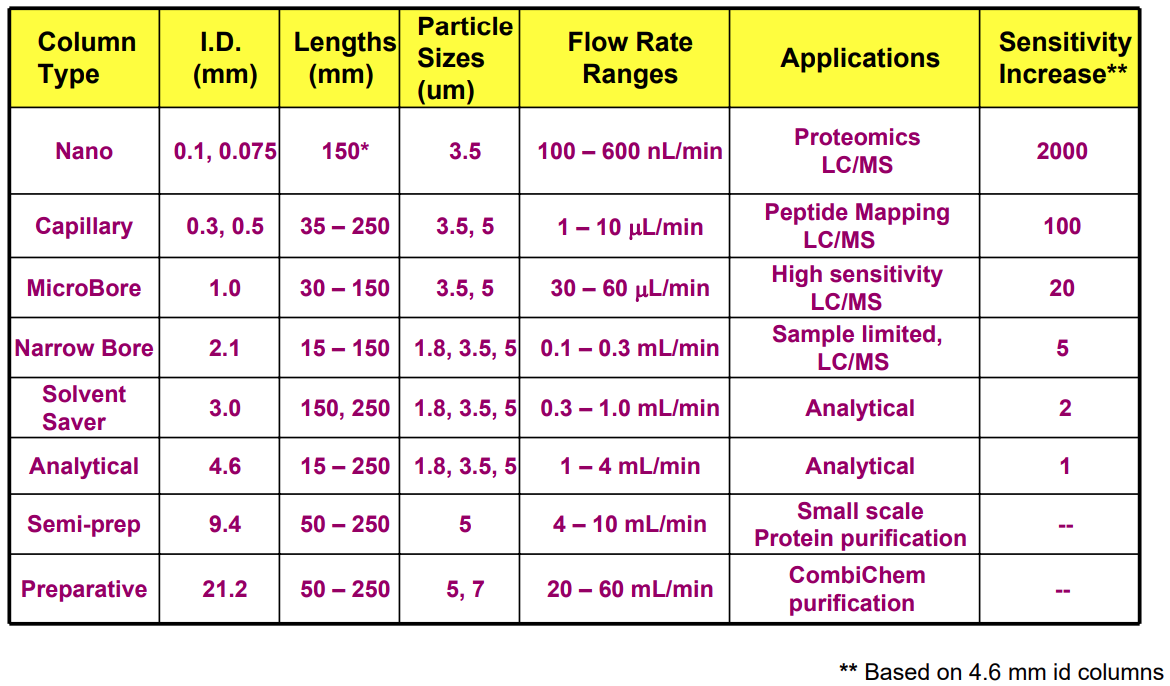 Column Type | I.D. (mm) | Lengths (mm) | Particle Sizes (um) | Flow Rate Ranges | Applications | Sensitivity Increase**
Nano | 0.1, 0.075 | 150* | 3.5 | 100 – 600 nL/min | Proteomics LC/MS | 2000
Capillary | 0.3, 0.5 | 35 – 250 | 3.5, 5 | 1 – 10 μL/min | Peptide Mapping LC/MS | 100
MicroBore | 1.0 | 30 – 150 | 3.5, 5 | 30 – 60 μL/min | High sensitivity LC/MS | 20
Narrow Bore | 2.1 | 15 – 150 | 1.8, 3.5, 5 | 0.1 – 0.3 mL/min | Sample limited, LC/MS | 5
Solvent Saver | 3.0 | 150, 250 | 1.8, 3.5, 5 | 0.3 – 1.0 mL/min | Analytical | 2
Analytical | 4.6 | 15 – 250 | 1.8, 3.5, 5 | 1 – 4 mL/min | Analytical | 1
Semi-prep | 9.4 | 50 – 250 | 5 | 4 – 10 mL/min | Small scale Protein purification | --
Preparative | 21.2 | 50 – 250 | 5, 7 | 20 – 60 mL/min | CombiChem purification | --
** Based on 4.6 mm id columns